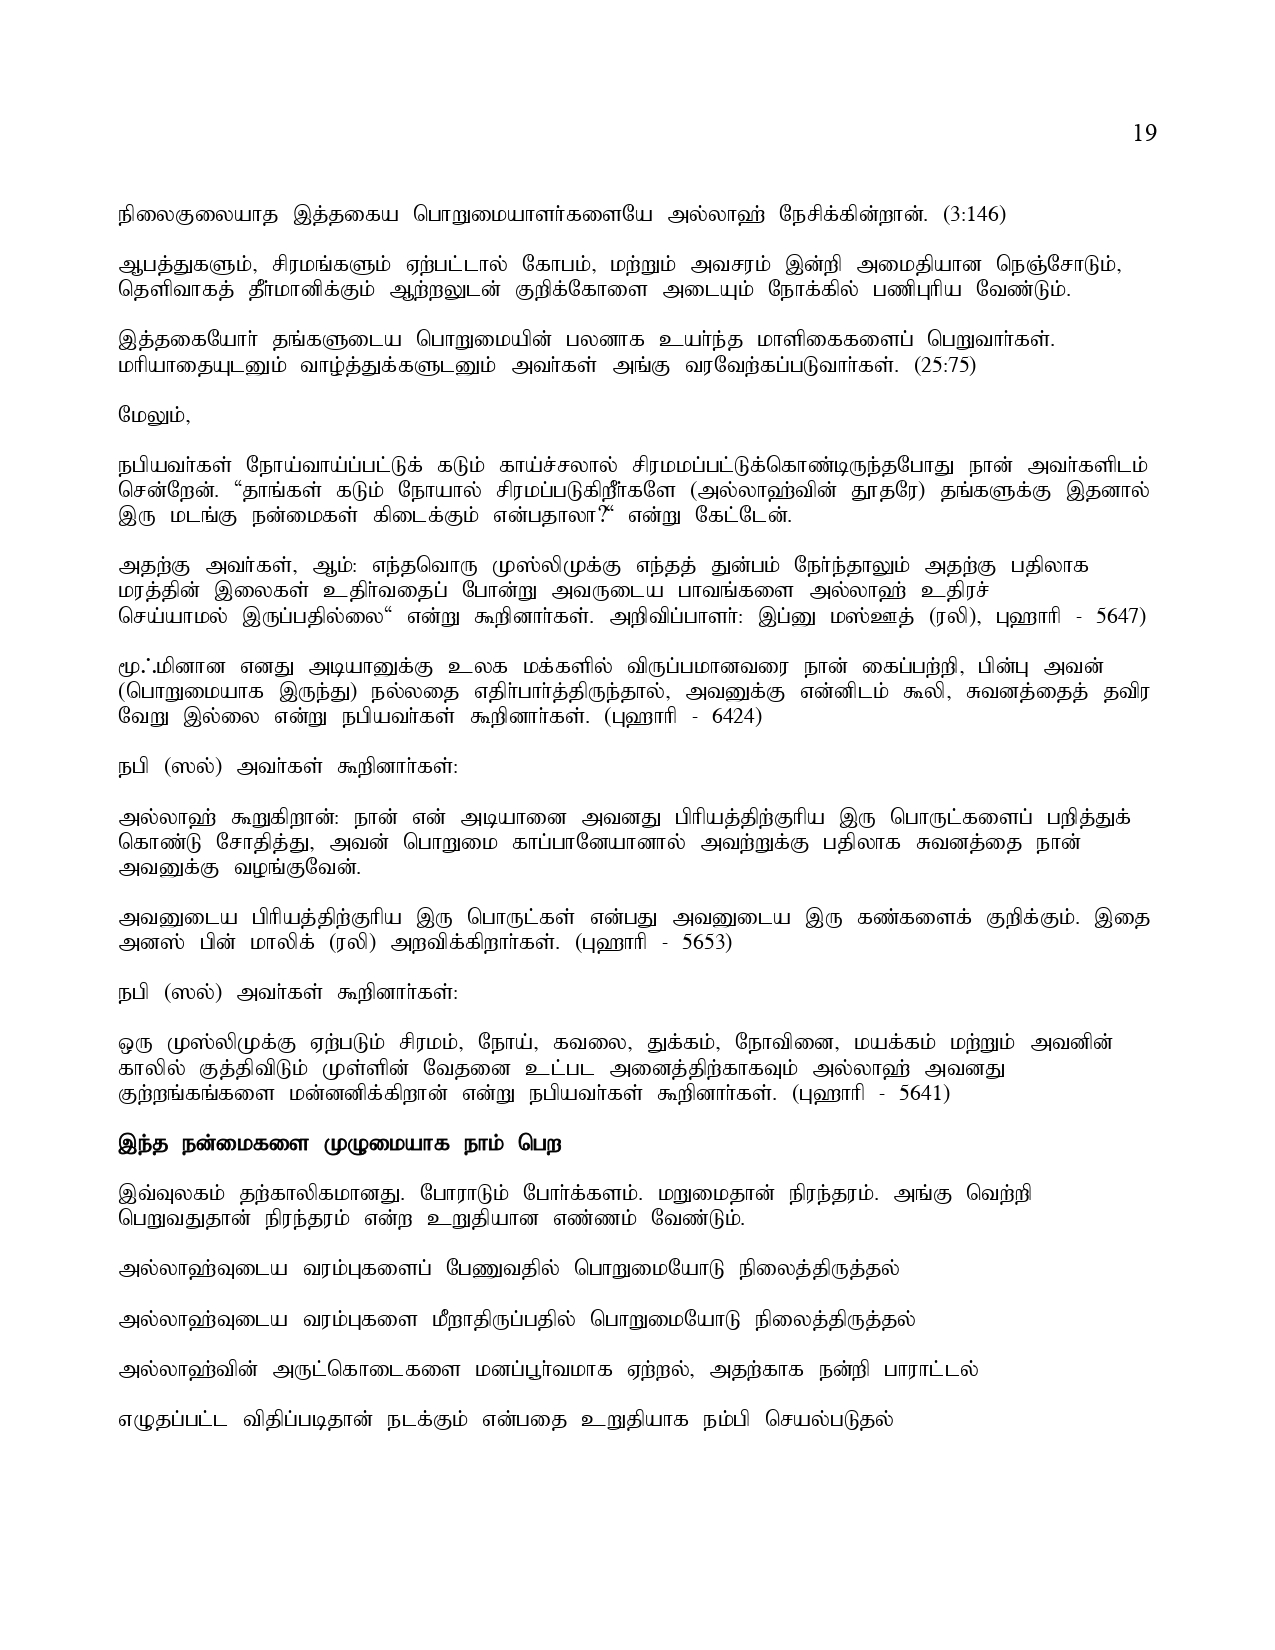 19
நிலைகுலையாத இத்தகைய பொறுமையாளர்களையே அல்லாஹ் நேசிக்கின்றான். (3:146)
ஆபத்துகளும், சிரமங்களும் ஏற்பட்டால் கோபம், மற்றும் அவசரம் இன்றி அமைதியான நெஞ்சோடும்,
தெளிவாகத் தீர்மானிக்கும் ஆற்றலுடன் குறிக்கோளை அடையும் நோக்கில் பணிபுரிய வேண்டும்.
இத்தகையோர் தங்களுடைய பொறுமையின் பலனாக உயர்ந்த மாளிகைகளைப் பெறுவார்கள்.
மரியாதையுடனும் வாழ்த்துக்களுடனும் அவர்கள் அங்கு வரவேற்கப்படுவார்கள். (25:75)
மேலும்,
நபியவர்கள் நோய்வாய்ப்பட்டுக் கடும் காய்ச்சலால் சிரமமப்பட்டுக்கொண்டிருந்தபோது நான் அவர்களிடம்
சென்றேன். “தாங்கள் கடும் நோயால் சிரமப்படுகிறீர்களே (அல்லாஹ்வின் தூதரே) தங்களுக்கு இதனால்
இரு மடங்கு நன்மைகள் கிடைக்கும் என்பதாலா?“ என்று கேட்டேன்.
அதற்கு அவர்கள், ஆம்: எந்தவொரு முஸ்லிமுக்கு எந்தத் துன்பம் நேர்ந்தாலும் அதற்கு பதிலாக
மரத்தின் இலைகள் உதிர்வதைப் போன்று அவருடைய பாவங்களை அல்லாஹ் உதிரச்
செய்யாமல் இருப்பதில்லை“ என்று கூறினார்கள். அறிவிப்பாளர்: இப்னு மஸ்ஊத் (ரலி), புஹாரி - 5647)
மூஃமினான எனது அடியானுக்கு உலக மக்களில் விருப்பமானவரை நான் கைப்பற்றி, பின்பு அவன்
(பொறுமையாக இருந்து) நல்லதை எதிர்பார்த்திருந்தால், அவனுக்கு என்னிடம் கூலி, சுவனத்தைத் தவிர
வேறு இல்லை என்று நபியவர்கள் கூறினார்கள். (புஹாரி - 6424)
நபி (ஸல்) அவர்கள் கூறினார்கள்:
அல்லாஹ் கூறுகிறான்: நான் என் அடியானை அவனது பிரியத்திற்குரிய இரு பொருட்களைப் பறித்துக்
கொண்டு சோதித்து, அவன் பொறுமை காப்பானேயானால் அவற்றுக்கு பதிலாக சுவனத்தை நான்
அவனுக்கு வழங்குவேன்.
அவனுடைய பிரியத்திற்குரிய இரு பொருட்கள் என்பது அவனுடைய இரு கண்களைக் குறிக்கும். இதை
அனஸ் பின் மாலிக் (ரலி) அறவிக்கிறார்கள். (புஹாரி - 5653)
நபி (ஸல்) அவர்கள் கூறினார்கள்:
ஒரு முஸ்லிமுக்கு ஏற்படும் சிரமம், நோய், கவலை, துக்கம், நோவினை, மயக்கம் மற்றும் அவனின்
காலில் குத்திவிடும் முள்ளின் வேதனை உட்பட அனைத்திற்காகவும் அல்லாஹ் அவனது
குற்றங்கங்களை மன்னனிக்கிறான் என்று நபியவர்கள் கூறினார்கள். (புஹாரி - 5641)
இந்த நன்மைகளை முழுமையாக நாம் பெற
இவ்வுலகம் தற்காலிகமானது. போராடும் போர்க்களம். மறுமைதான் நிரந்தரம். அங்கு வெற்றி
பெறுவதுதான் நிரந்தரம் என்ற உறுதியான எண்ணம் வேண்டும்.
அல்லாஹ்வுடைய வரம்புகளைப் பேணுவதில் பொறுமையோடு நிலைத்திருத்தல்
அல்லாஹ்வுடைய வரம்புகளை மீறாதிருப்பதில் பொறுமையோடு நிலைத்திருத்தல்
அல்லாஹ்வின் அருட்கொடைகளை மனப்பூர்வமாக ஏற்றல், அதற்காக நன்றி பாராட்டல்
எழுதப்பட்ட விதிப்படிதான் நடக்கும் என்பதை உறுதியாக நம்பி செயல்படுதல்